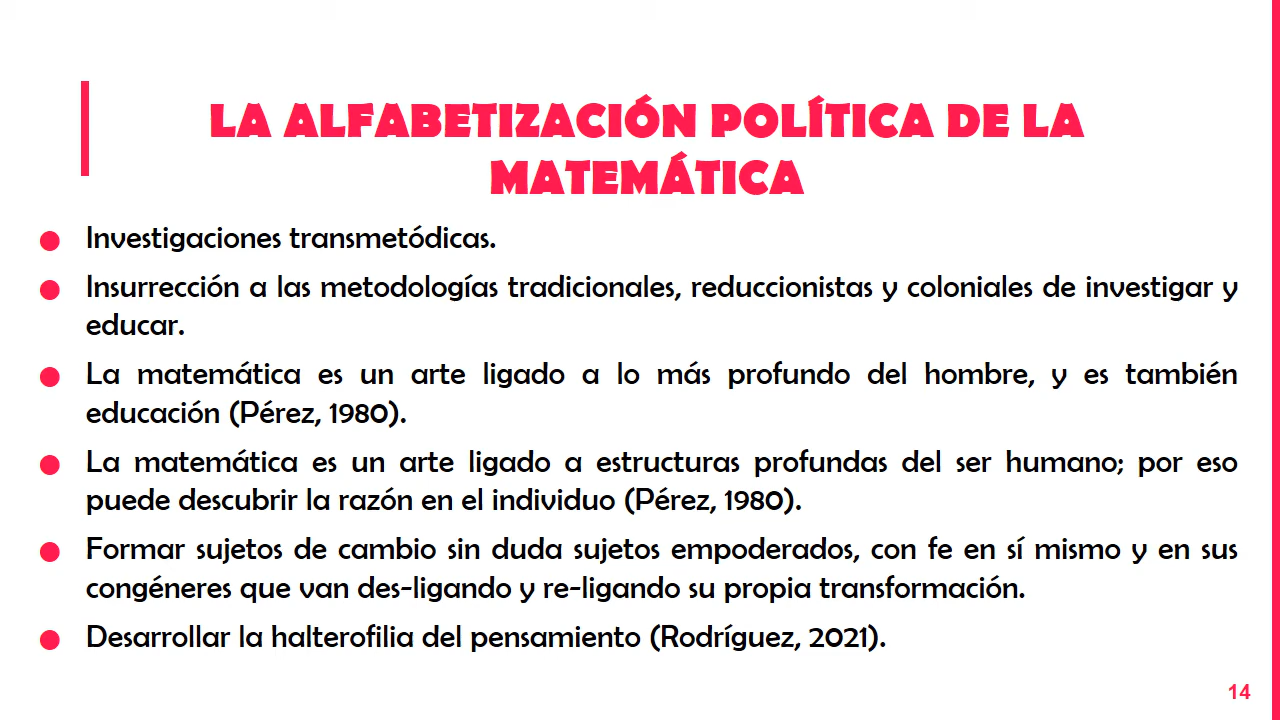 LA ALFABETIZACIÓN POLÍTICA DE LA
MATEMÁTICA
● Investigaciones transmetódicas.
● Insurrección a las metodologías tradicionales, reduccionistas y coloniales de investigar y
educar.
● La matemática es un arte ligado a lo más profundo del hombre, y es también
educación (Pérez, 1980).
● La matemática es un arte ligado a estructuras profundas del ser humano; por eso
puede descubrir la razón en el individuo (Pérez, 1980).
● Formar sujetos de cambio sin duda sujetos empoderados, con fe en sí mismo y en sus
congéneres que van des-ligando y re-ligando su propia transformación.
● Desarrollar la halterofilia del pensamiento (Rodríguez, 2021).
14